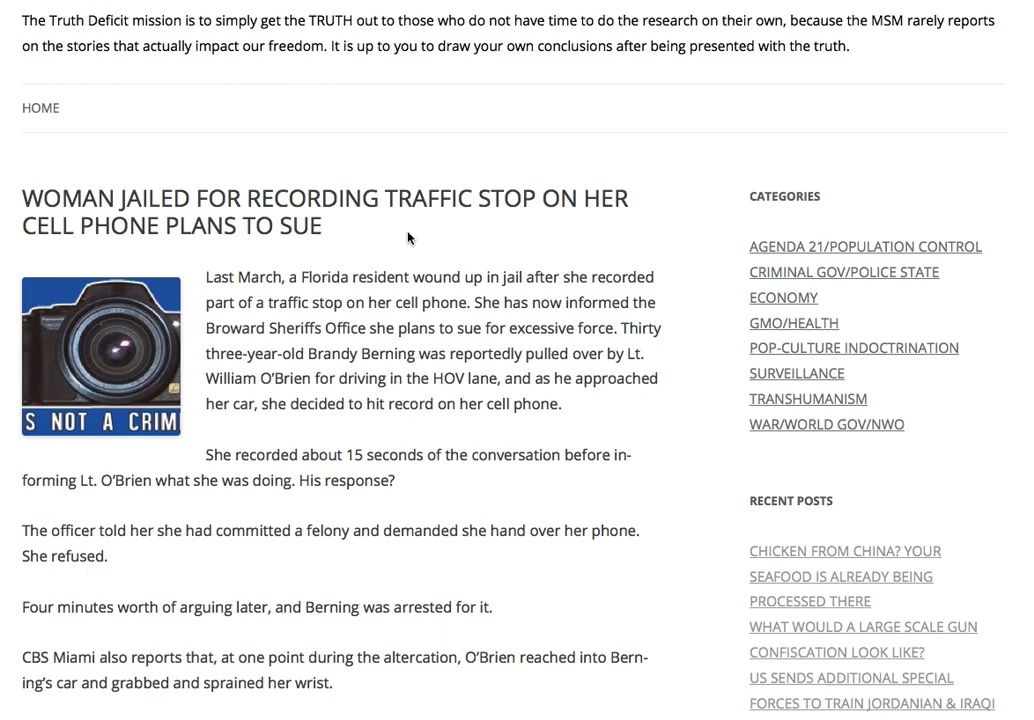 The Truth Deficit mission is to simply get the TRUTH out to those who do not have time to do the research on their own, because the MSM rarely reports
on the stories that actually impact our freedom. It is up to you to draw your own conclusions after being presented with the truth.
HOME
WOMAN JAILED FOR RECORDING TRAFFIC STOP ON HER
CELL PHONE PLANS TO SUE
S NOT A CRIM
Last March, a Florida resident wound up in jail after she recorded
part of a traffic stop on her cell phone. She has now informed the
Broward Sheriffs Office she plans to sue for excessive force. Thirty
three-year-old Brandy Berning was reportedly pulled over by Lt.
William O’Brien for driving in the HOV lane, and as he approached
her car, she decided to hit record on her cell phone.
She recorded about 15 seconds of the conversation before in-
forming Lt. O’Brien what she was doing. His response?
The officer told her she had committed a felony and demanded she hand over her phone.
She refused.
Four minutes worth of arguing later, and Berning was arrested for it.
CBS Miami also reports that, at one point during the altercation, O’Brien reached into Bern-
ing’s car and grabbed and sprained her wrist.
CATEGORIES
AGENDA 21/POPULATION CONTROL
CRIMINAL GOV/POLICE STATE
ECONOMY
GMO/HEALTH
POP-CULTURE INDOCTRINATION
SURVEILLANCE
TRANSHUMANISM
WAR/WORLD GOV/NWO
RECENT POSTS
CHICKEN FROM CHINA? YOUR
SEAFOOD IS ALREADY BEING
PROCESSED THERE
WHAT WOULD A LARGE SCALE GUN
CONFISCATION LOOK LIKE?
US SENDS ADDITIONAL SPECIAL
FORCES TO TRAIN JORDANIAN & IRAQI